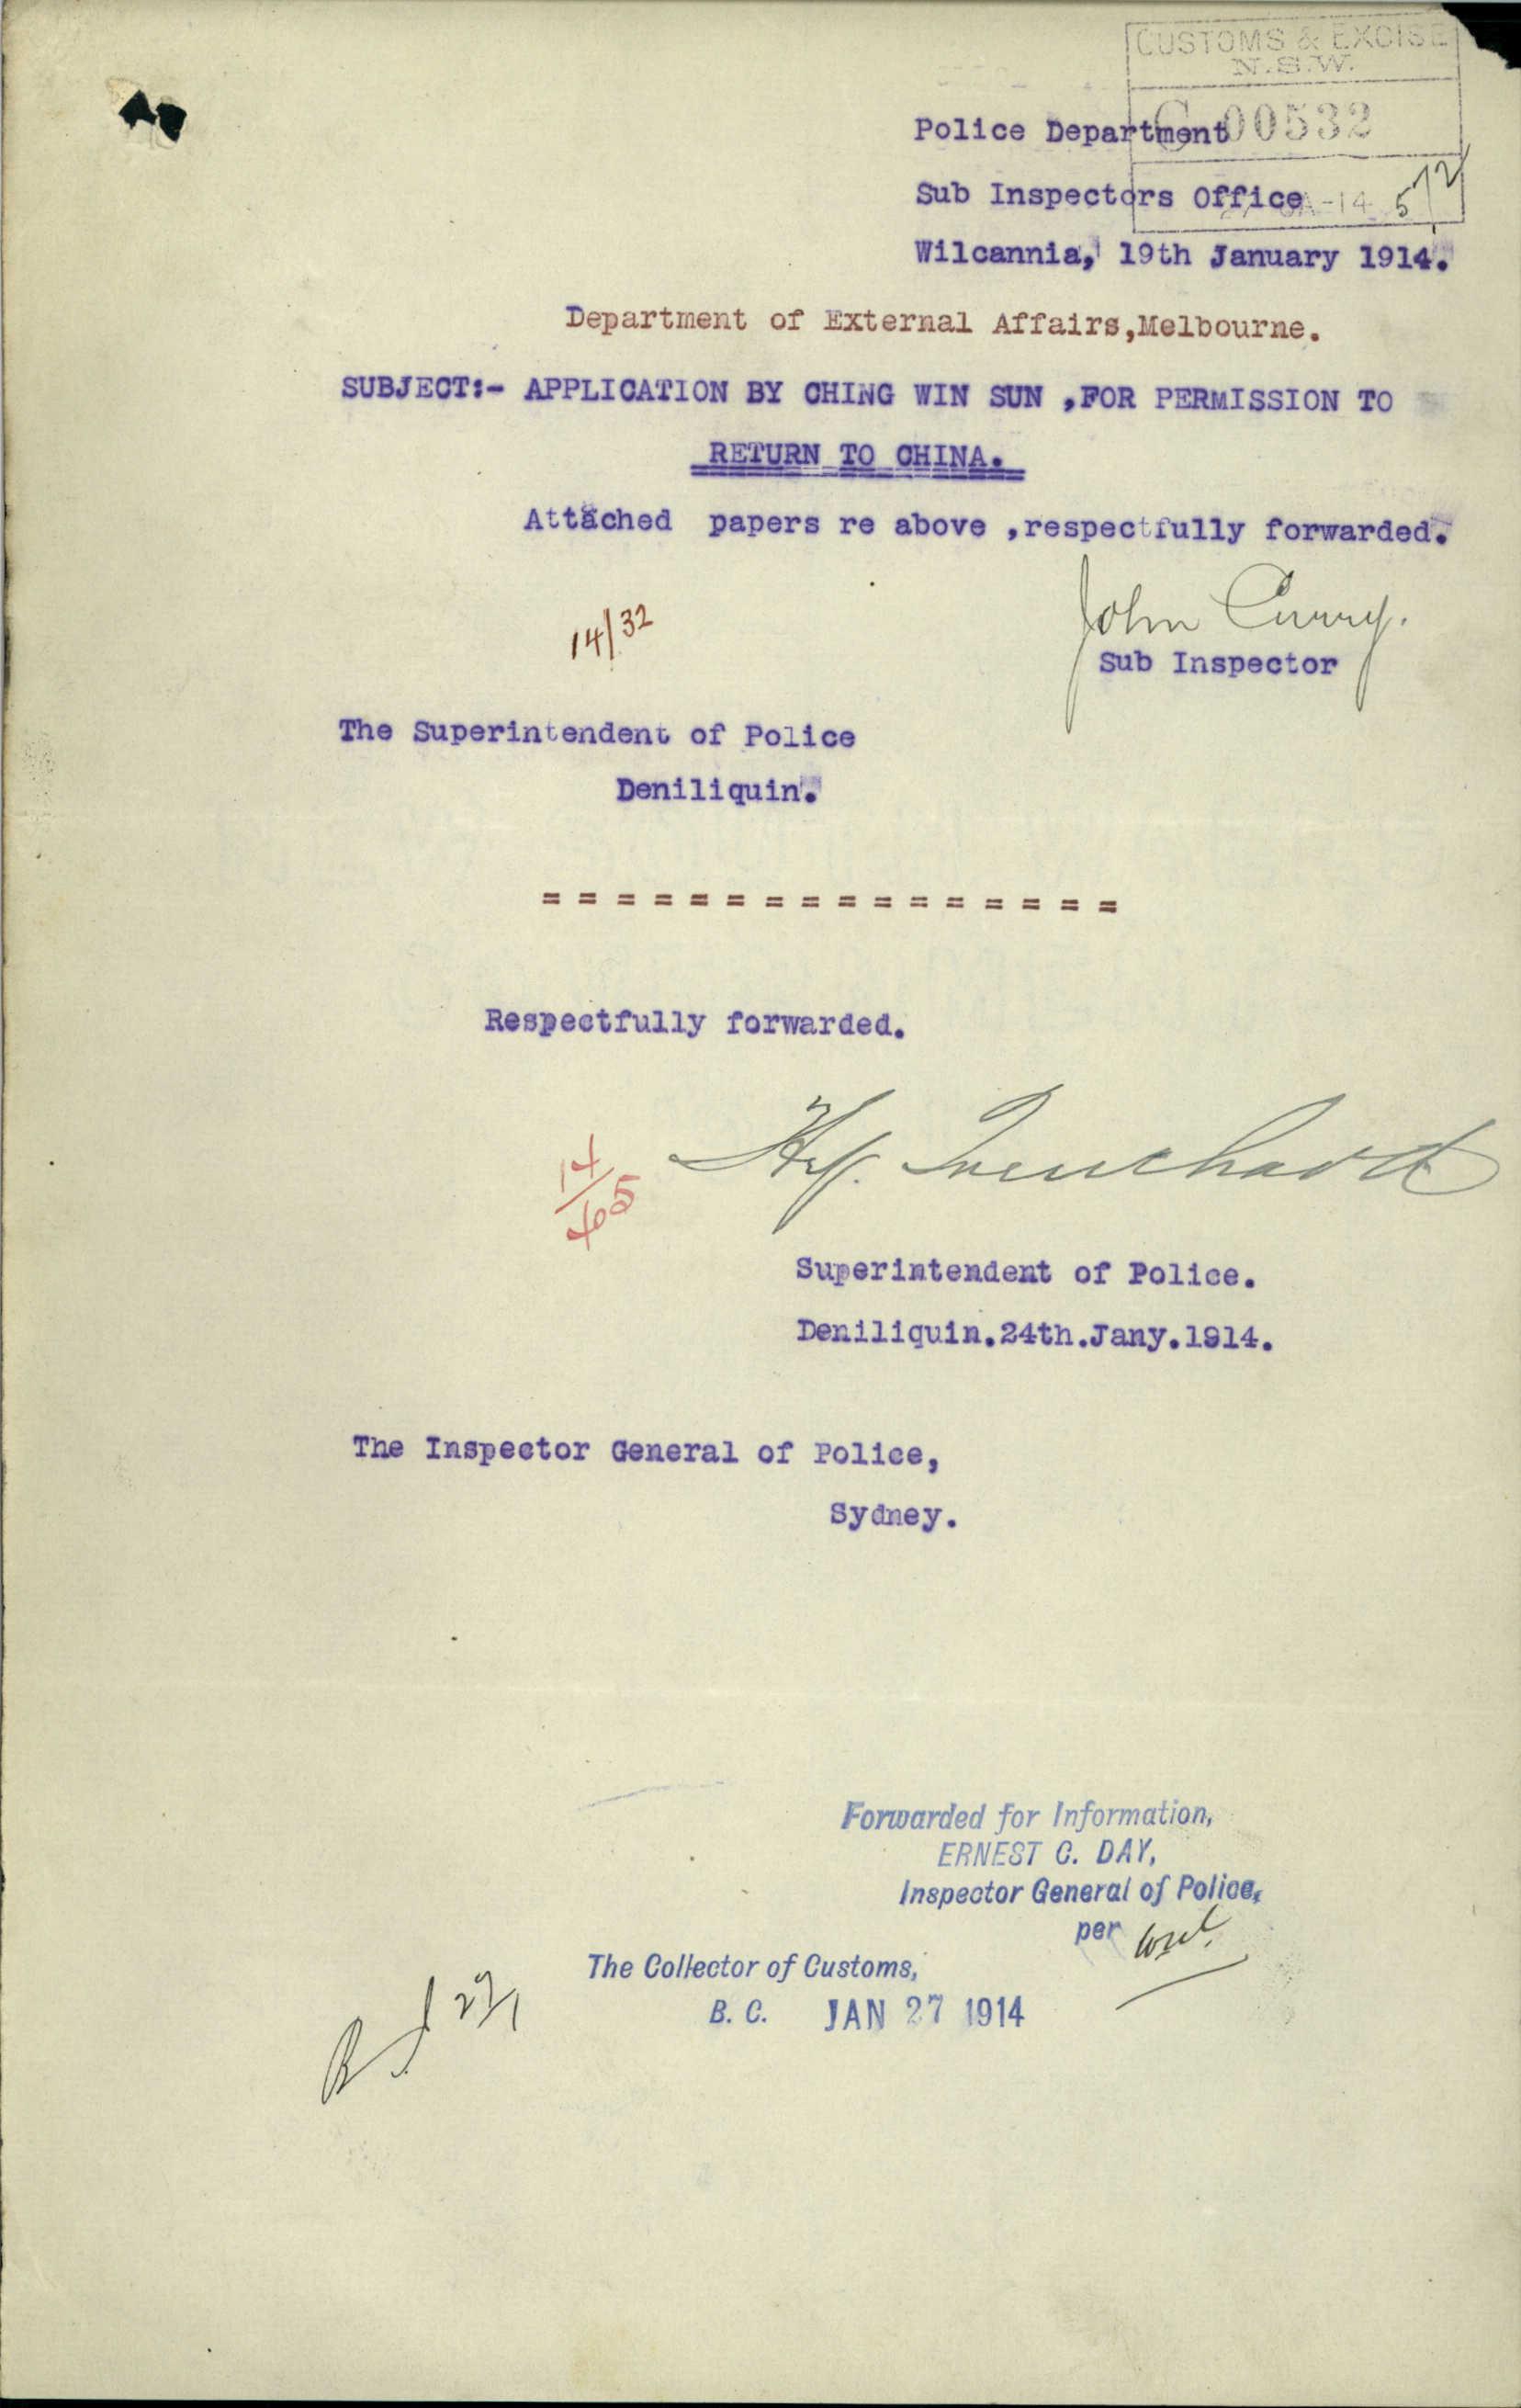 CUSTOMS & EXCISE
N.S.W.
C 00532
Police Department
Sub Inspectors Office
Wilcannia, 19th January 1914.
Department of External Affairs,Melbourne.
SUBJECT:- APPLICATION BY CHING WIN SUN ,FOR PERMISSION TO
RETURN TO CHINA.
Attached papers re above ,respectfully forwarded.
John Curry.
14/32
Sub Inspector
The Superintendent of Police
Deniliquin.
= = = = = = = = = = = = = = = =
Respectfully forwarded.
14/65
Superintendent of Police.
Deniliquin.24th.Jany.1914.
The Inspector General of Police,
Sydney.
Forwarded for Information,
ERNEST C. DAY,
Inspector General of Police,
per
The Collector of Customs,
B. C. JAN 27 1914